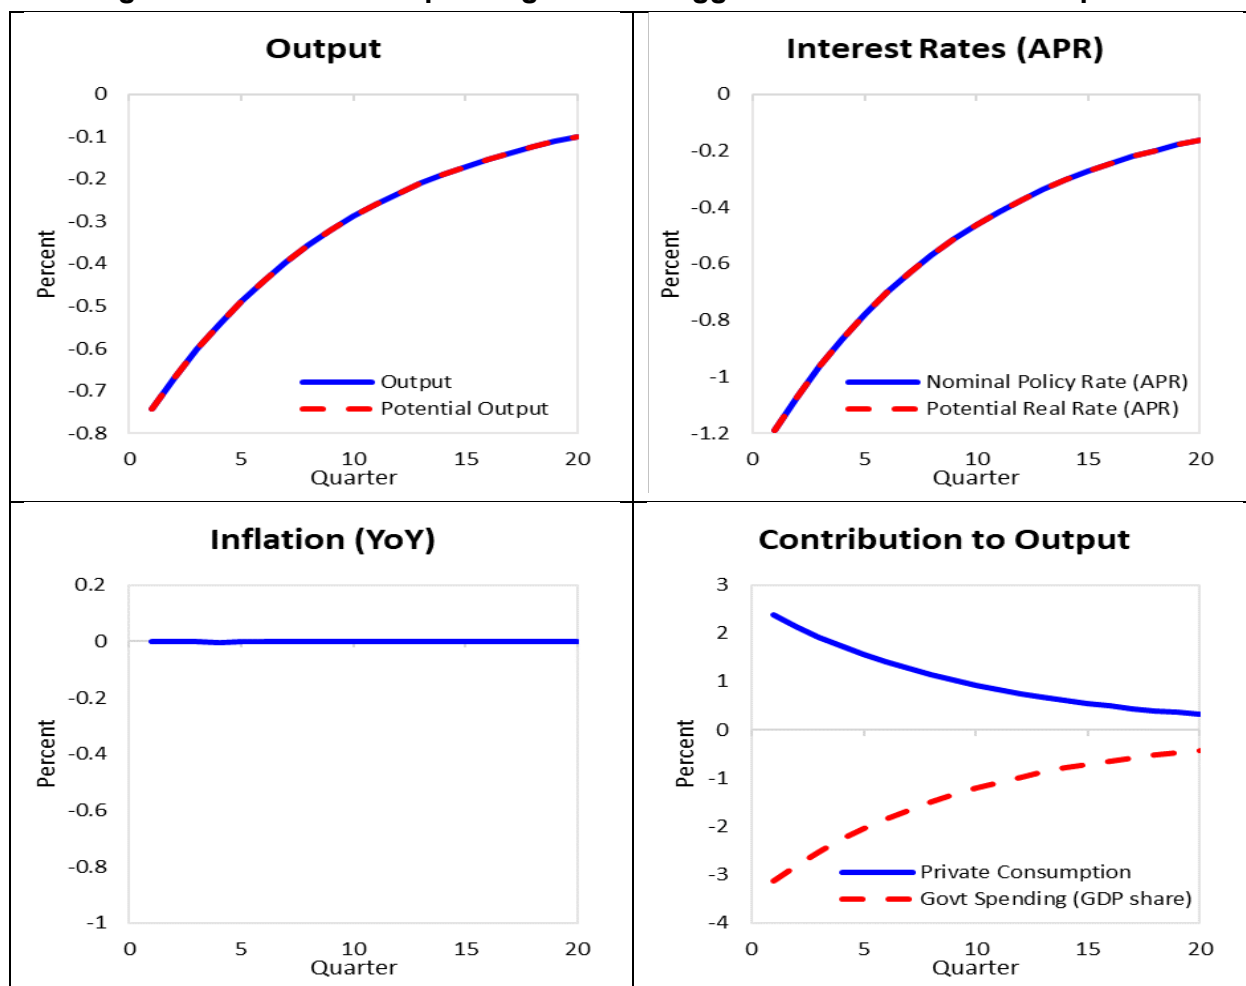 Output
0
-0.1
-0.2
-0.3
-0.4
-0.5
-0.6
-0.7
-0.8
Percent
Output
Potential Output
0 5 10 15 20
Quarter
Interest Rates (APR)
0
-0.2
-0.4
-0.6
-0.8
-1
-1.2
Percent
Nominal Policy Rate (APR)
Potential Real Rate (APR)
0 5 10 15 20
Quarter
Inflation (YoY)
0.2
0
-0.2
-0.4
-0.6
-0.8
-1
Percent
0 5 10 15 20
Quarter
Contribution to Output
3
2
1
0
-1
-2
-3
-4
Percent
Private Consumption
Govt Spending (GDP share)
0 5 10 15 20
Quarter